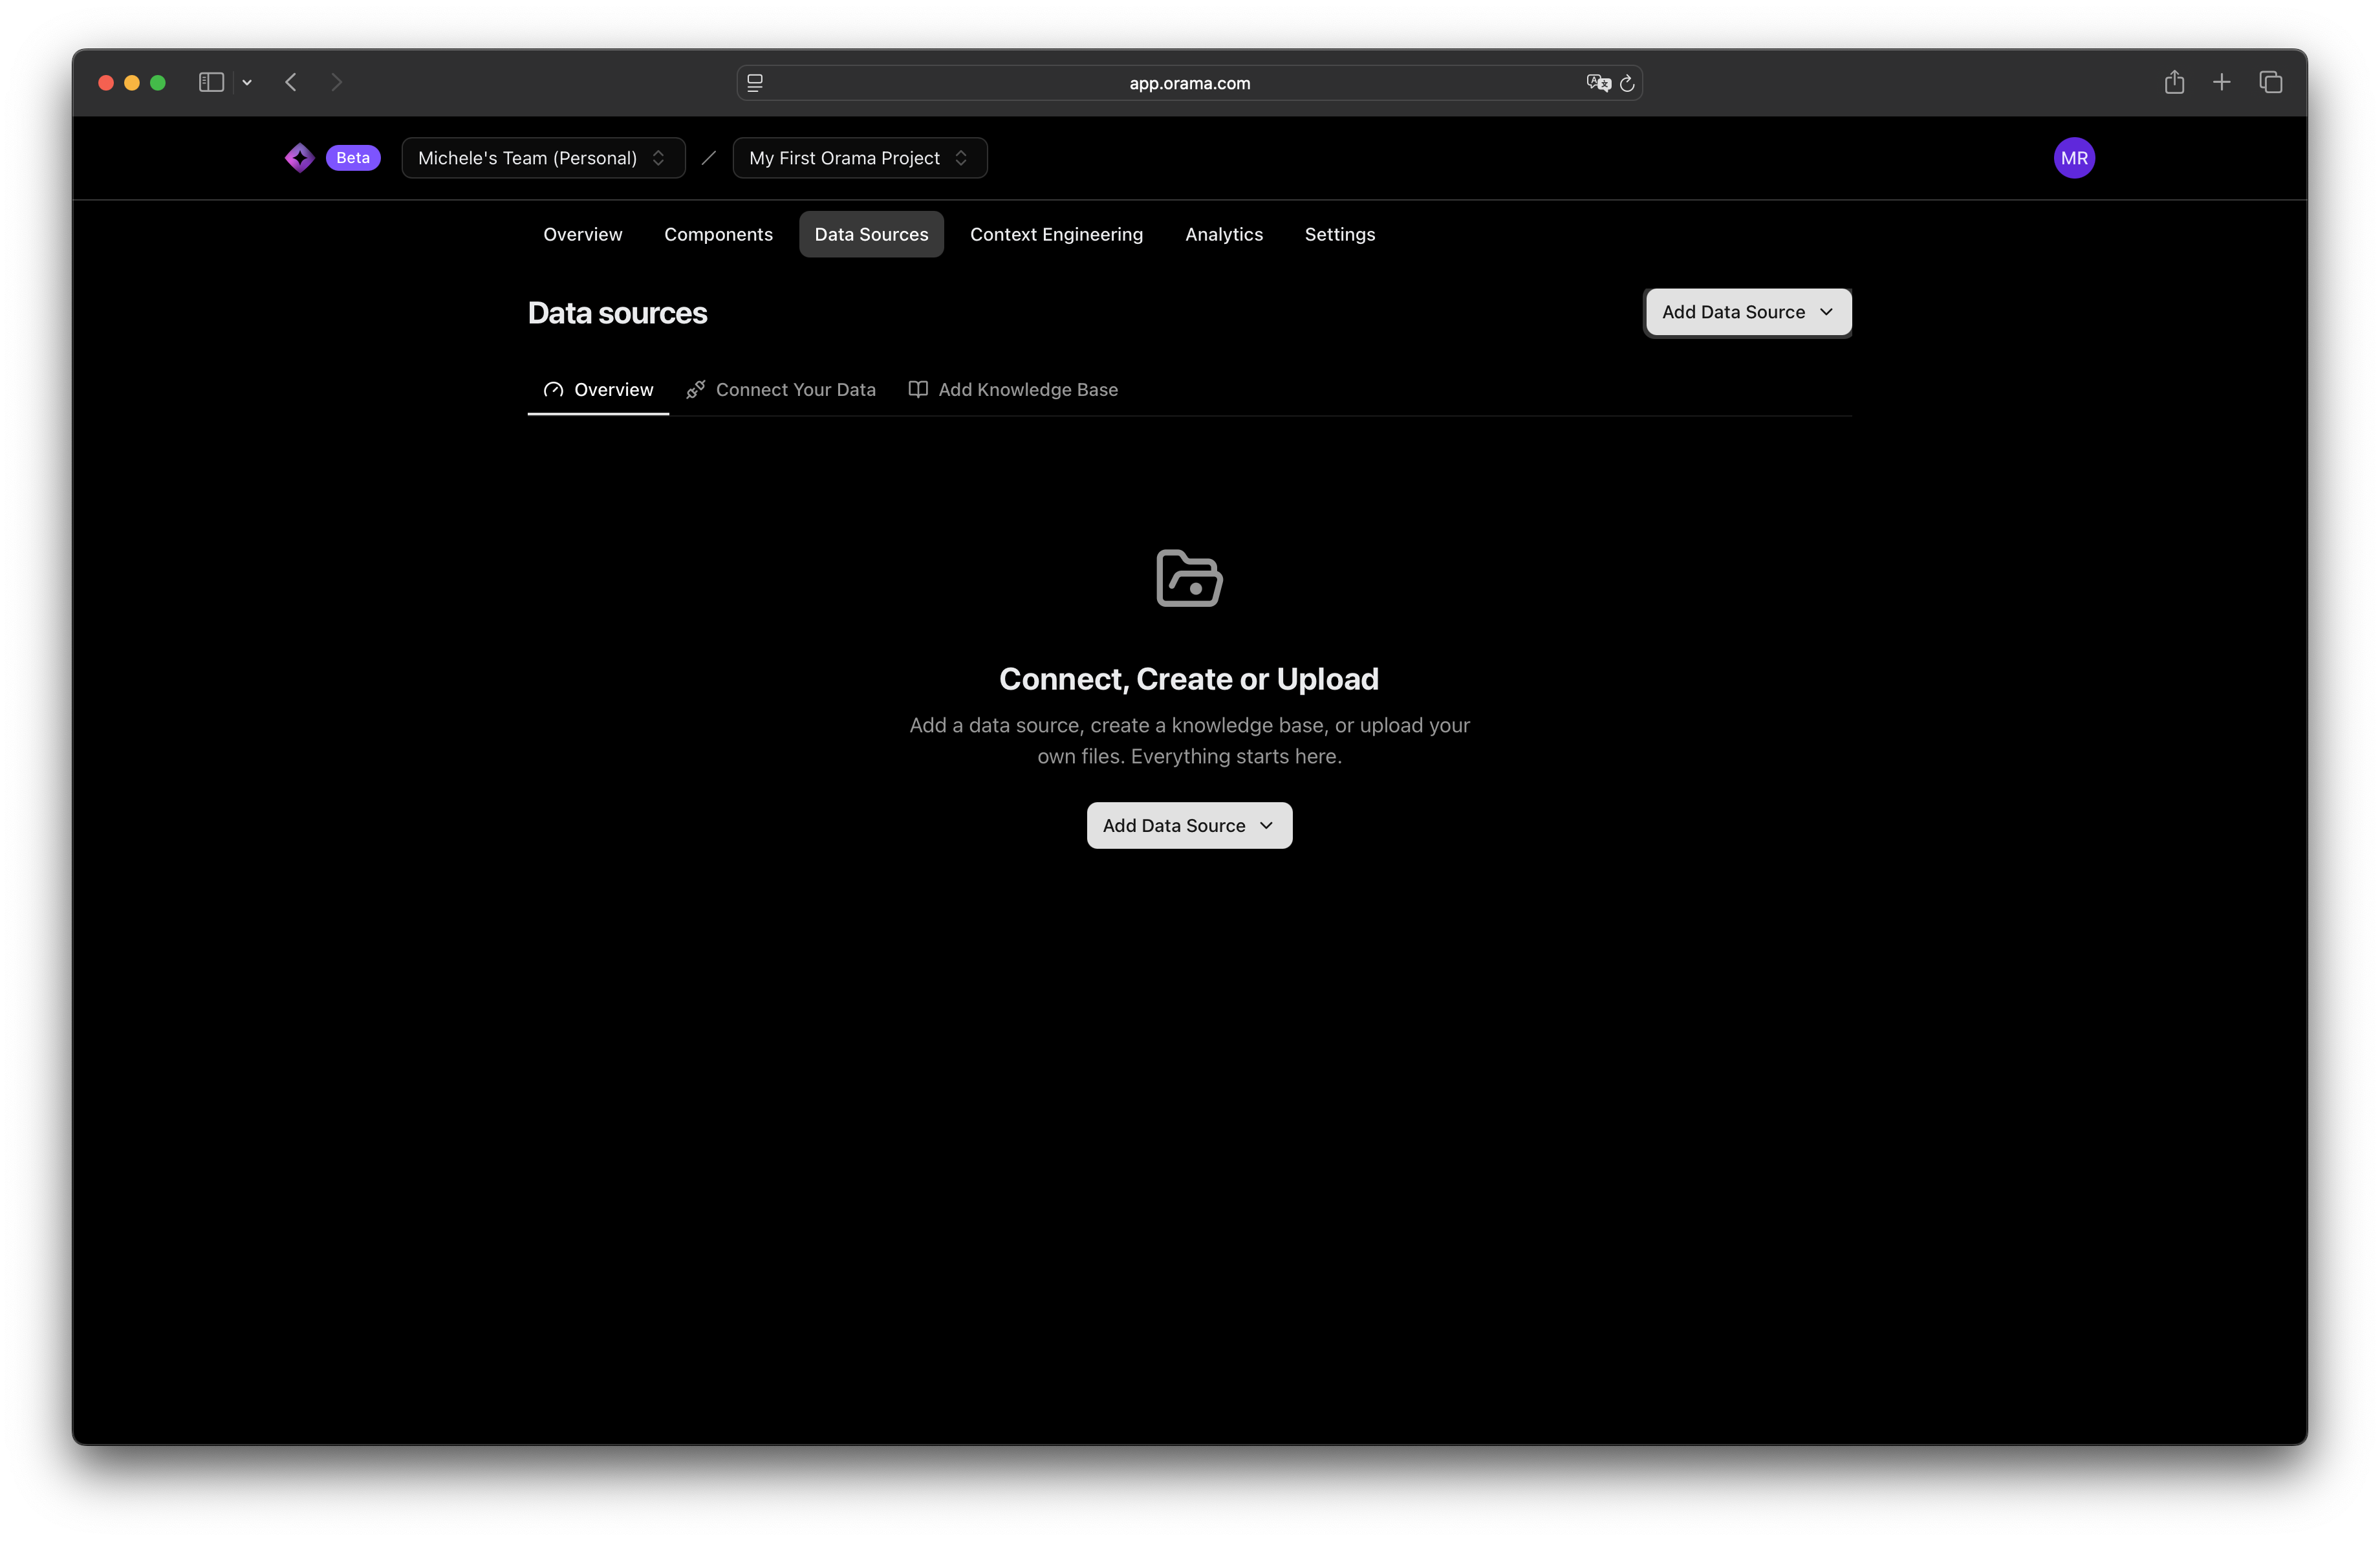 app.orama.com
Beta
Michele's Team (Personal)
My First Orama Project
MR
Overview
Components
Data Sources
Context Engineering
Analytics
Settings
Data sources
Add Data Source
Overview
Connect Your Data
Add Knowledge Base
Connect, Create or Upload
Add a data source, create a knowledge base, or upload your
own files. Everything starts here.
Add Data Source